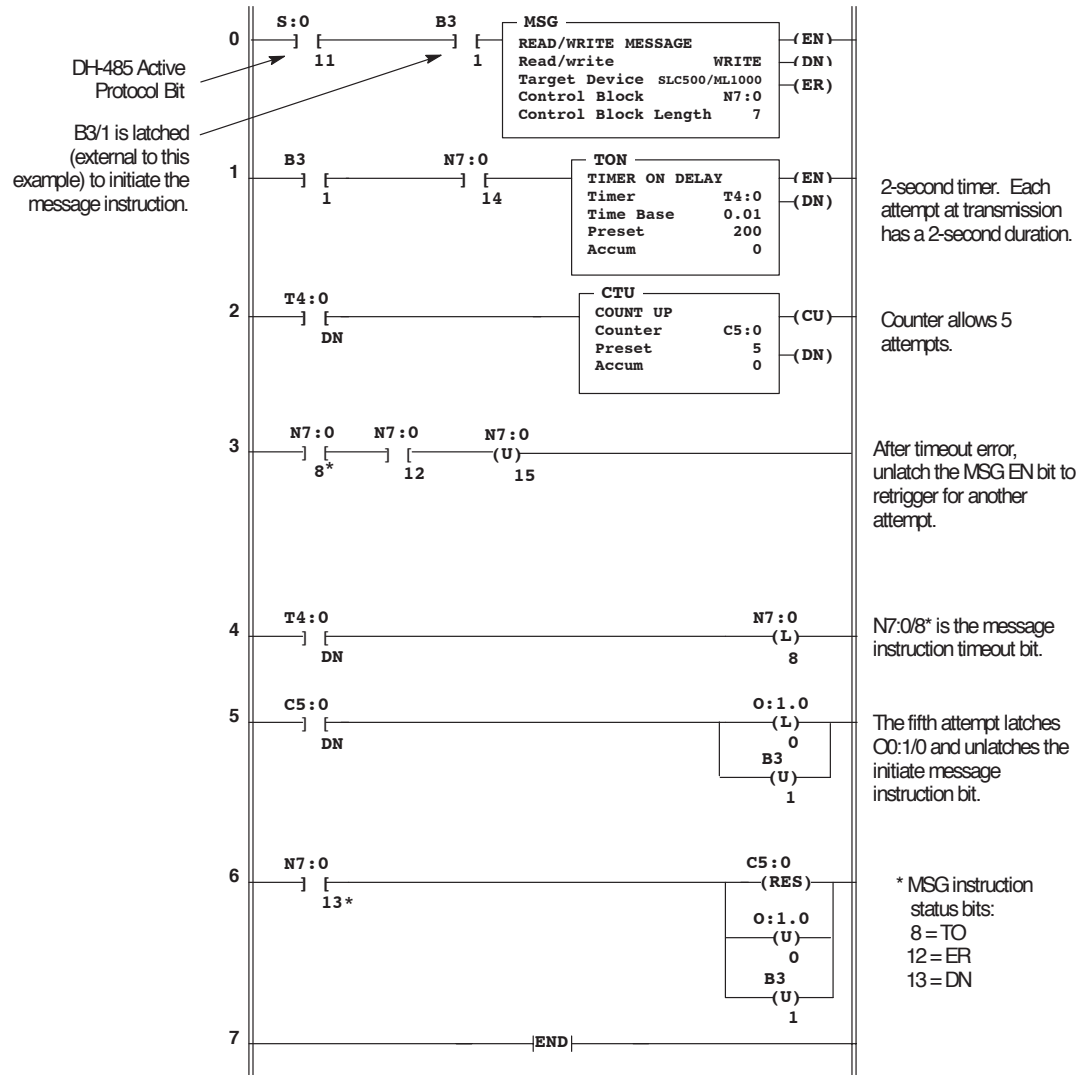 S:0 B3 MSG
0 ] [ ] [ READ/WRITE MESSAGE (EN)
11 1 Read/write WRITE (DN)
DH-485 Active Target Device SLC500/ML1000 (ER)
Protocol Bit Control Block N7:0
Control Block Length 7
B3/1 is latched
(external to this
example) to initiate the
message instruction.
B3 N7:0 TON
1 ] [ ] [ TIMER ON DELAY (EN)
1 14 Timer T4:0 (DN)
Time Base 0.01
Preset 200
Accum 0
2-second timer. Each
attempt at transmission
has a 2-second duration.
T4:0 CTU
2 ] [ COUNT UP (CU)
DN Counter C5:0
Preset 5 (DN)
Accum 0
Counter allows 5
attempts.
N7:0 N7:0 N7:0
3 ] [ ] [ (U)
8* 12 15
After timeout error,
unlatch the MSG EN bit to
retrigger for another
attempt.
T4:0 N7:0
4 ] [ (L)
DN 8
N7:0/8* is the message
instruction timeout bit.
C5:0 O:1.0
5 ] [ (L)
DN 0
B3
(U)
1
The fifth attempt latches
O0:1/0 and unlatches the
initiate message
instruction bit.
N7:0 C5:0
6 ] [ (RES)
13*
O:1.0
(U)
0
B3
(U)
1
* MSG instruction
status bits:
8 = TO
12 = ER
13 = DN
7 END